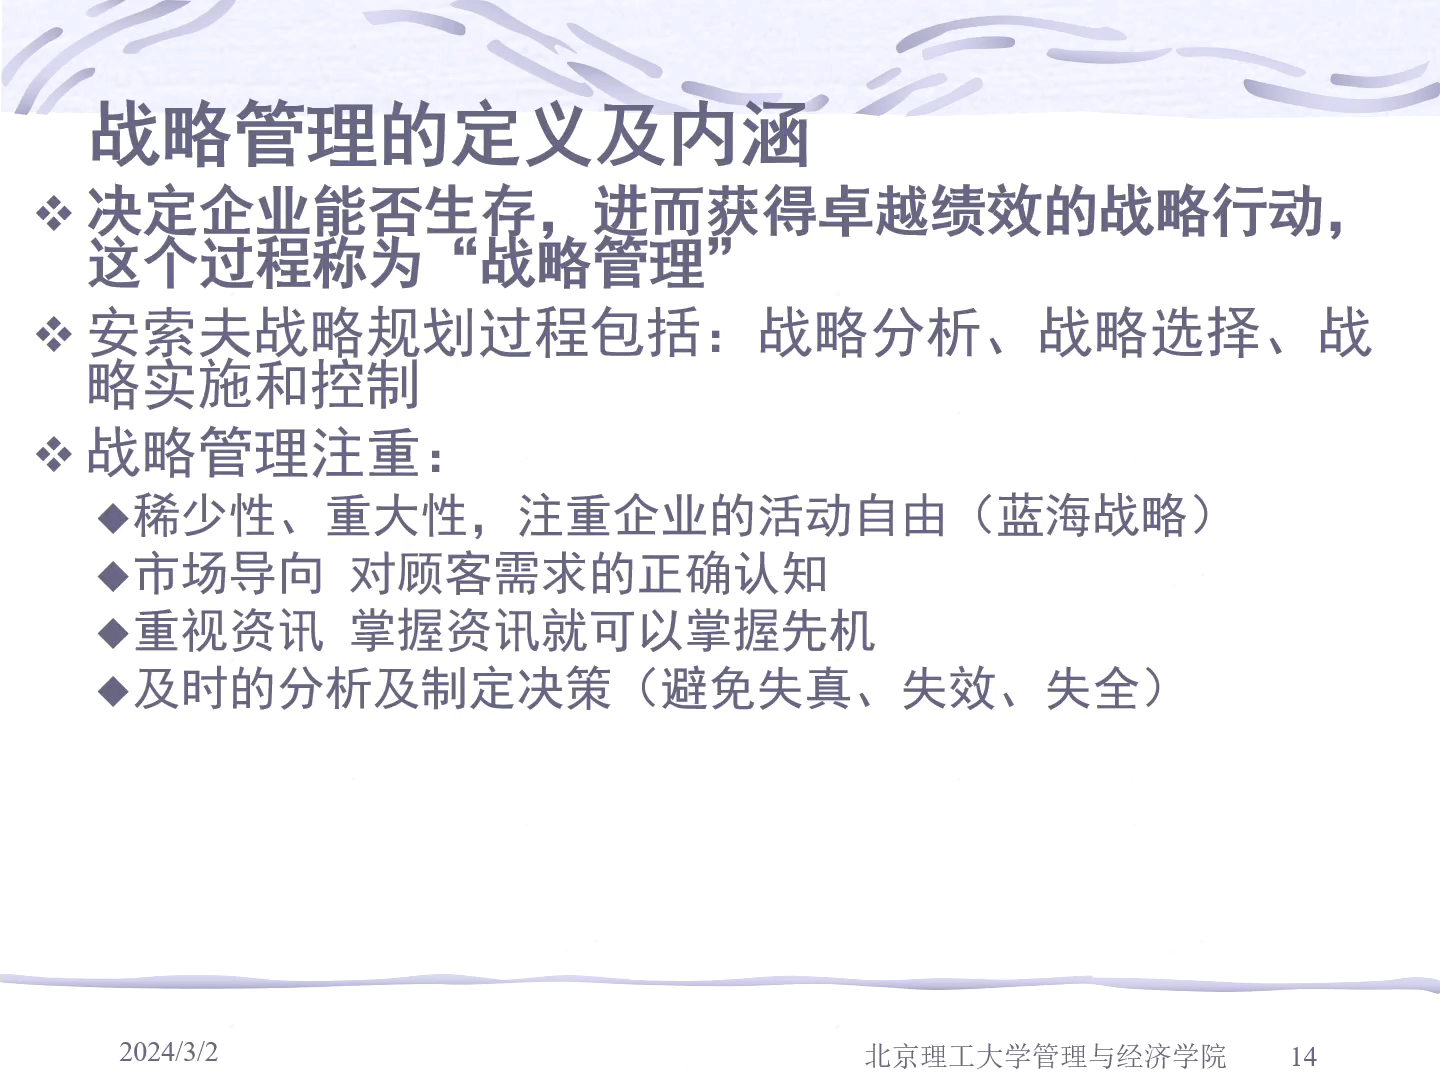 战略管理的定义及内涵
决定企业能否生存，进而获得卓越绩效的战略行动，
这个过程称为“战略管理”
安索夫战略规划过程包括：战略分析、战略选择、战
略实施和控制
战略管理注重：
稀少性、重大性，注重企业的活动自由（蓝海战略）
市场导向 对顾客需求的正确认知
重视资讯 掌握资讯就可以掌握先机
及时的分析及制定决策（避免失真、失效、失全）
2024/3/2
北京理工大学管理与经济学院
14